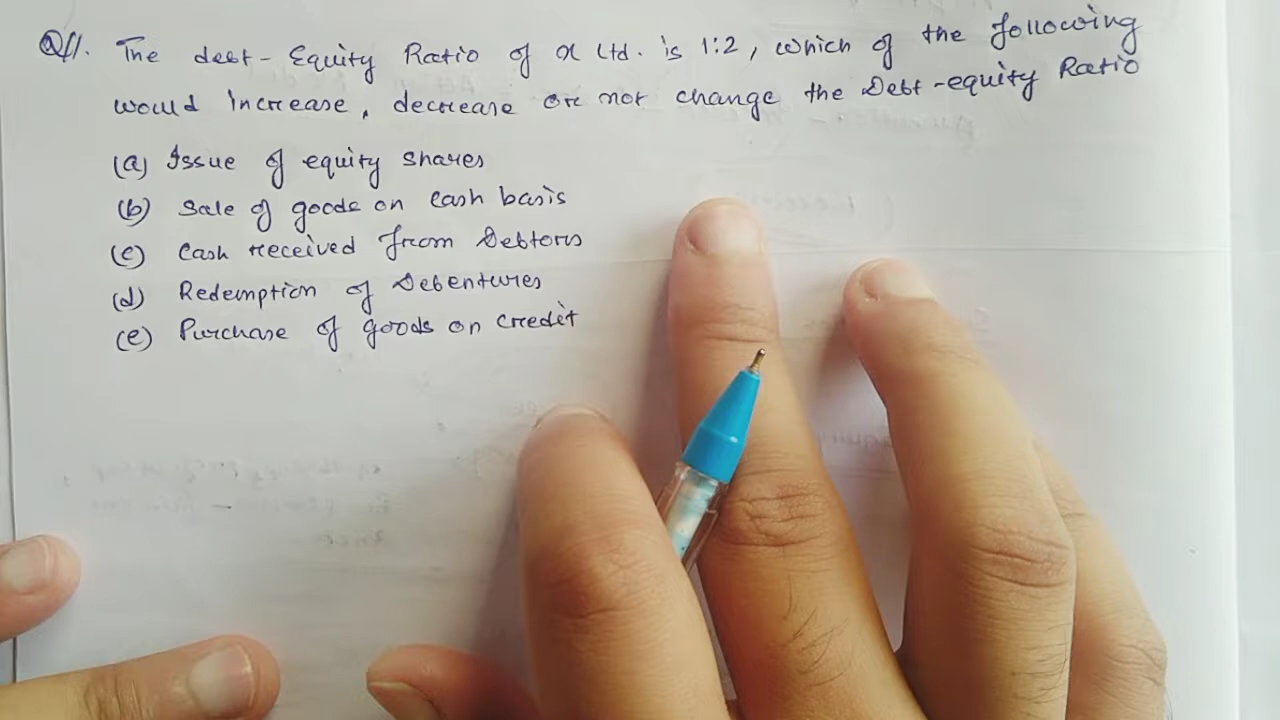 Q1. The debt-Equity Ratio of x Ltd. is 1:2, which of the following
would increase, decrease or not change the Debt-equity Ratio
(a) Issue of equity shares
(b) Sale of goods on cash basis
(c) Cash received from Debtors
(d) Redemption of Debentures
(e) Purchase of goods on credit